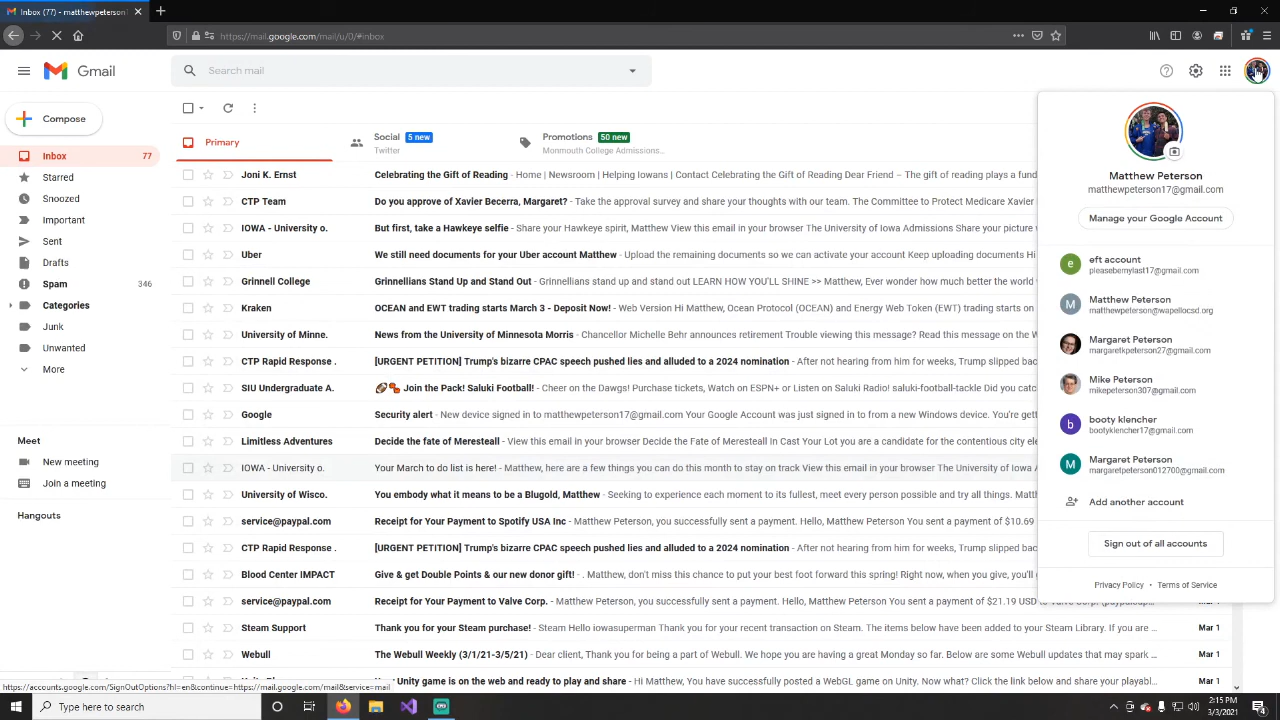 Inbox (77) - matthewpeterson1
https://mail.google.com/mail/u/0/#inbox
Gmail
Search mail
Compose
Inbox 77
Starred
Snoozed
Important
Sent
Drafts
Spam 346
Categories
Junk
Unwanted
More
Meet
New meeting
Join a meeting
Hangouts
Primary
Social 5 new
Twitter
Promotions 50 new
Monmouth College Admissions...
Joni K. Ernst Celebrating the Gift of Reading - Home | Newsroom | Helping Iowans | Contact Celebrating the Gift of Reading Dear Friend – The gift of reading plays a fund
CTP Team Do you approve of Xavier Becerra, Margaret? - Take the approval survey and share your thoughts with our team. The Committee to Protect Medicare Xavier Bec
IOWA - University o. But first, take a Hawkeye selfie - Share your Hawkeye spirit, Matthew View this email in your browser The University of Iowa Admissions Share your picture
Uber We still need documents for your Uber account Matthew - Upload the remaining documents so we can activate your account Keep uploading documents Hi
Grinnell College Grinnellians Stand Up and Stand Out - Grinnellians stand up and stand out LEARN HOW YOU'LL SHINE >> Matthew, Ever wonder how much better the world
Kraken OCEAN and EWT trading starts March 3 - Deposit Now! - Web Version Hi Matthew, Ocean Protocol (OCEAN) and Energy Web Token (EWT) trading starts on
University of Minne. News from the University of Minnesota Morris - Chancellor Michelle Behr announces retirement Trouble viewing this message? Read this message on the W
CTP Rapid Response . [URGENT PETITION] Trump's bizarre CPAC speech pushed lies and alluded to a 2024 nomination - After not hearing from him for weeks, Trump slipped back
SIU Undergraduate A. 🏈🐾 Join the Pack! Saluki Football! - Cheer on the Dawgs! Purchase tickets, Watch on ESPN+ or Listen on Saluki Radio! saluki-football-tackle Did you catc
Google Security alert - New device signed in to matthewpeterson17@gmail.com Your Google Account was just signed in to from a new Windows device. You're gett
Limitless Adventures Decide the fate of Meresteall - View this email in your browser Decide the Fate of Meresteall In Cast Your Lot you are a candidate for the contentious city ele
IOWA - University o. Your March to do list is here! - Matthew, here are a few things you can do this month to stay on track View this email in your browser The University of Iowa A
University of Wisco. You embody what it means to be a Blugold, Matthew - Seeking to experience each moment to its fullest, meet every person possible and try all things. Matt
service@paypal.com Receipt for Your Payment to Spotify USA Inc - Matthew Peterson, you successfully sent a payment. Hello, Matthew Peterson You sent a payment of $10.69
CTP Rapid Response . [URGENT PETITION] Trump's bizarre CPAC speech pushed lies and alluded to a 2024 nomination - After not hearing from him for weeks, Trump slipped back
Blood Center IMPACT Give & get Double Points & our new donor gift! - . Matthew, don't miss this chance to put your best foot forward this spring! Right now, when you give, you'll
service@paypal.com Receipt for Your Payment to Valve Corp. - Matthew Peterson, you successfully sent a payment. Hello, Matthew Peterson You sent a payment of $21.19 USD Mar 1
Steam Support Thank you for your Steam purchase! - Steam Hello iowasuperman Thank you for your recent transaction on Steam. The items below have been added to your Steam Library. If you are ... Mar 1
Webull The Webull Weekly (3/1/21-3/5/21) - Dear client, Thank you for being a part of Webull. We hope you are having a great Monday so far. Below are some Webull updates that may spark ... Mar 1
Unity game is on the web and ready to play and share - Hi Matthew, You have successfully posted a WebGL game on Unity. Now what? Click the link below and share your playabl... Mar 1
Matthew Peterson
matthewpeterson17@gmail.com
Manage your Google Account
e eft account
pleasebemylast17@gmail.com
M Matthew Peterson
matthewpeterson@wapellocsd.org
Margaret Peterson
margaretkpeterson27@gmail.com
Mike Peterson
mikepeterson307@gmail.com
b booty klencher
bootyklencher17@gmail.com
M Margaret Peterson
margaretpeterson012700@gmail.com
Add another account
Sign out of all accounts
Privacy Policy • Terms of Service
https://accounts.google.com/SignOutOptions?hl=en&continue=https://mail.google.com/mail&service=mail
Type here to search
2:15 PM
3/3/2021